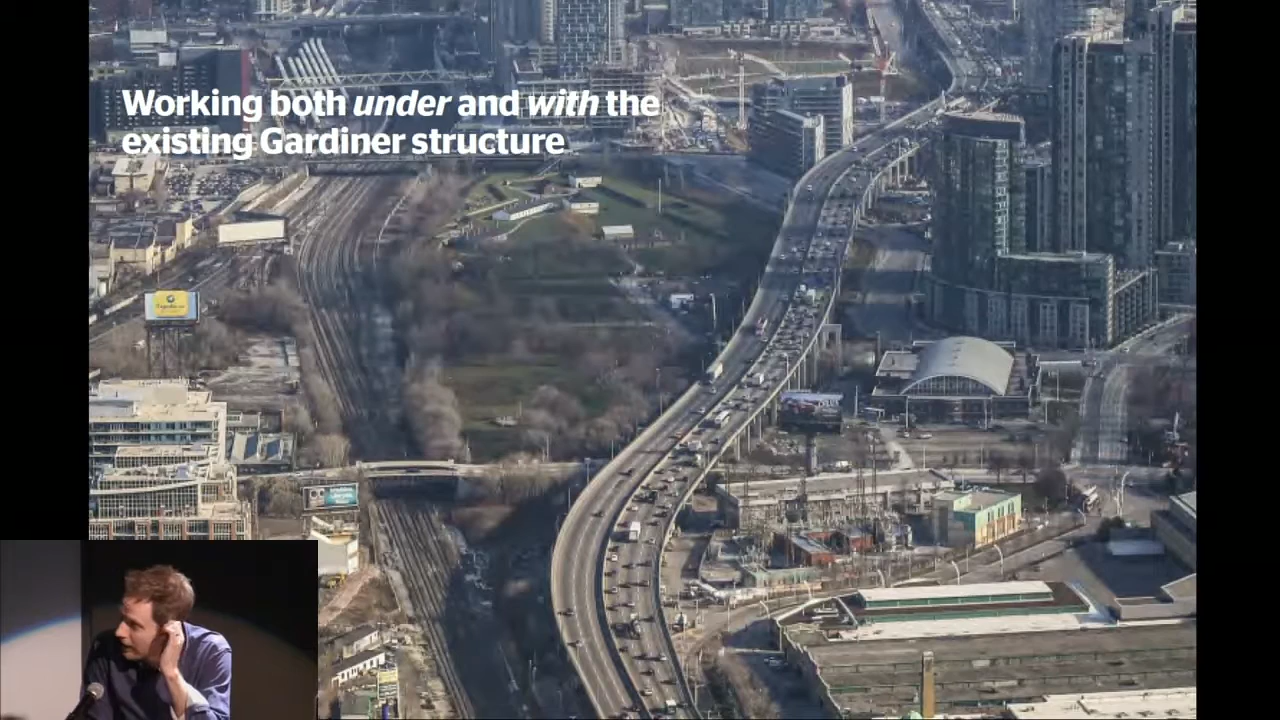 Working both under and with the
existing Gardiner structure